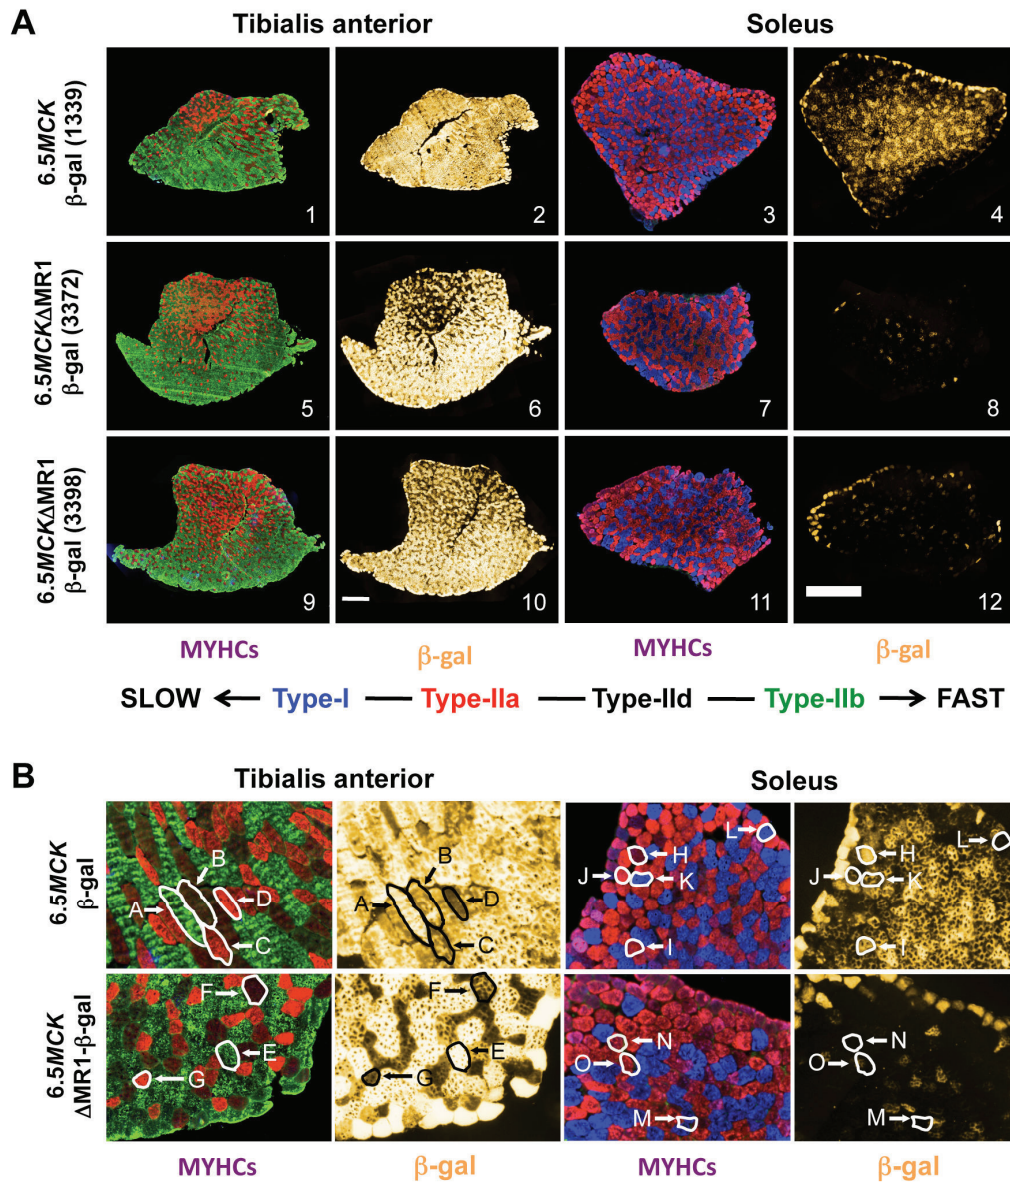 A
Tibialis anterior
Soleus
6.5MCK
β-gal (1339)
1
2
3
4
6.5MCKΔMR1
β-gal (3372)
5
6
7
8
6.5MCKΔMR1
β-gal (3398)
9
10
11
12
MYHCs
β-gal
MYHCs
β-gal
SLOW Type-I Type-IIa Type-IId Type-IIb FAST
B
Tibialis anterior
Soleus
6.5MCK
β-gal
A
B
C
D
A
B
C
D
L
H
J
K
I
L
H
J
K
I
6.5MCK
ΔMR1-β-gal
F
E
G
F
E
G
N
O
M
N
O
M
MYHCs
β-gal
MYHCs
β-gal